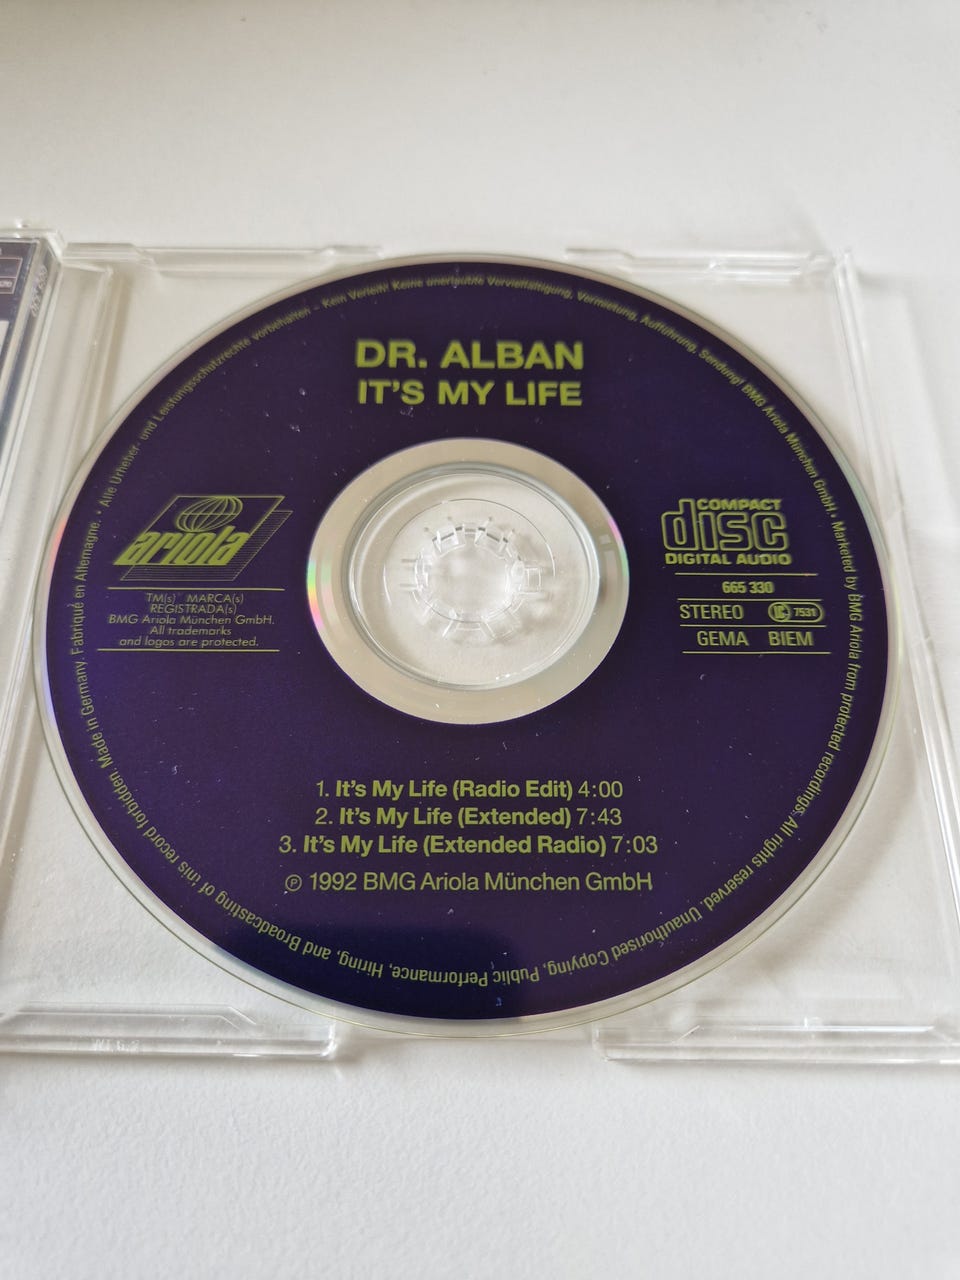 DR. ALBAN
IT'S MY LIFE
ariola
TM(s) MARCA(s)
REGISTRADA(s)
BMG Ariola München GmbH.
All trademarks
and logos are protected.
COMPACT
disc
DIGITAL AUDIO
665 330
STEREO LC 7531
GEMA BIEM
1. It's My Life (Radio Edit) 4:00
2. It's My Life (Extended) 7:43
3. It's My Life (Extended Radio) 7:03
Ⓟ 1992 BMG Ariola München GmbH
• Alle Urheber- und Leistungsschutzrechte vorbehalten – Kein Verleih! Keine unerlaubte Vervielfältigung, Vermietung, Aufführung, Sendung! BMG Ariola München GmbH • Marketed by BMG Ariola from protected recordings. All rights reserved. Unauthorised Copying, Public Performance, Hiring, and Broadcasting of this record forbidden. Made in Germany. Fabriqué en Allemagne.